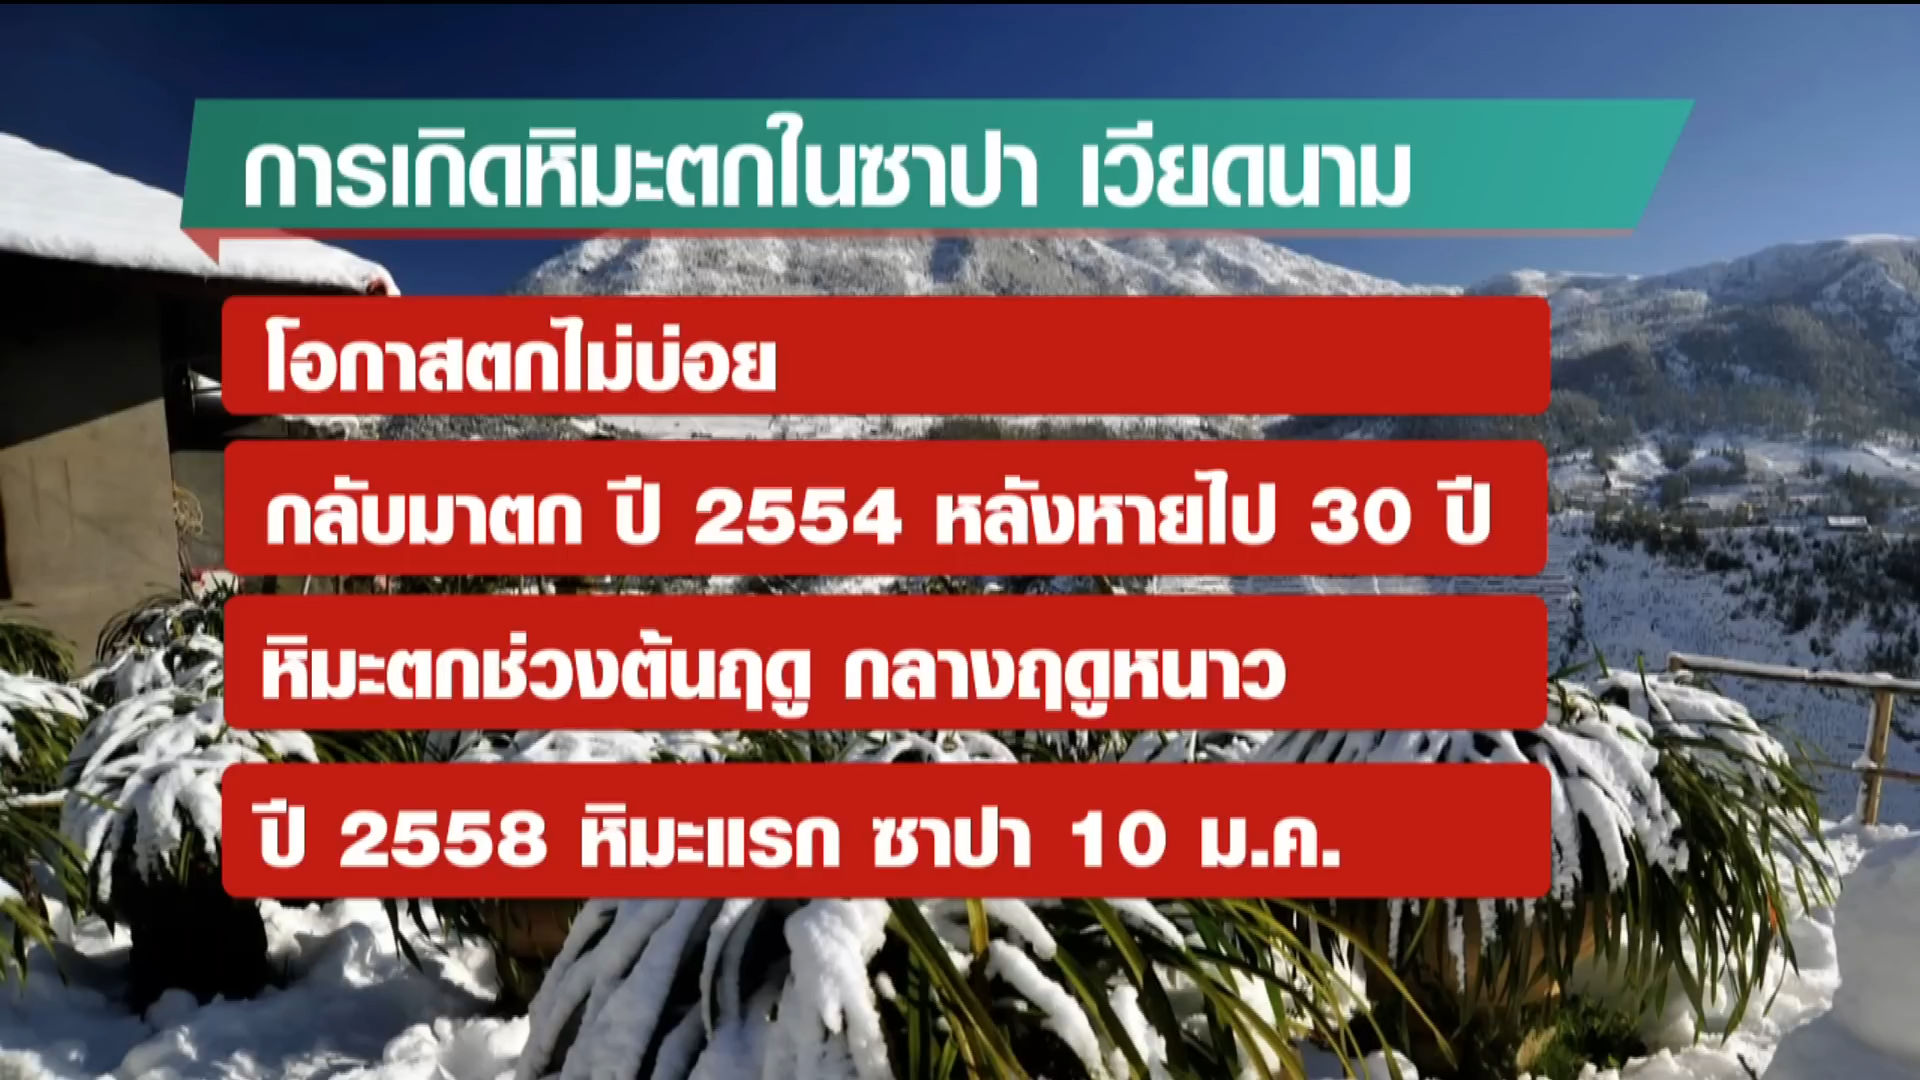 การเกิดหิมะตกในซาปา เวียดนาม
โอกาสตกไม่บ่อย
กลับมาตก ปี 2554 หลังหายไป 30 ปี
หิมะตกช่วงต้นฤดู กลางฤดูหนาว
ปี 2558 หิมะแรก ซาปา 10 ม.ค.